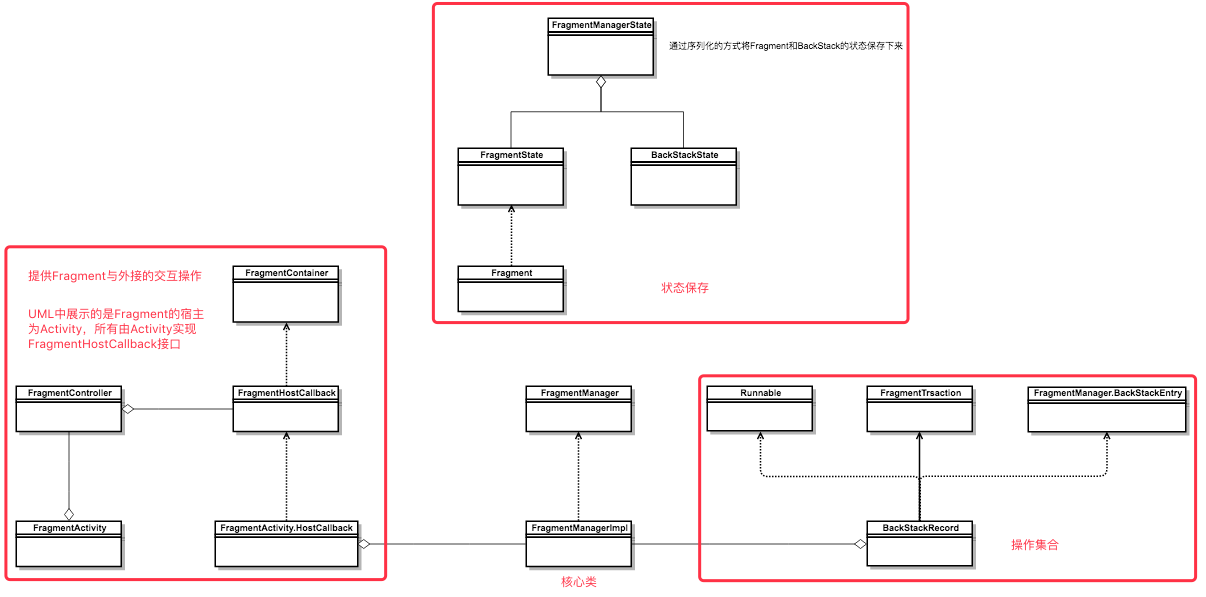 FragmentManagerState
通过序列化的方式将Fragment和BackStack的状态保存下来
FragmentState
BackStackState
Fragment
状态保存
提供Fragment与外接的交互操作
UML中展示的是Fragment的宿主
为Activity，所有由Activity实现
FragmentHostCallback接口
FragmentContainer
FragmentController
FragmentHostCallback
FragmentActivity
FragmentActivity.HostCallback
FragmentManager
FragmentManagerImpl
核心类
Runnable
FragmentTrsaction
FragmentManager.BackStackEntry
BackStackRecord
操作集合